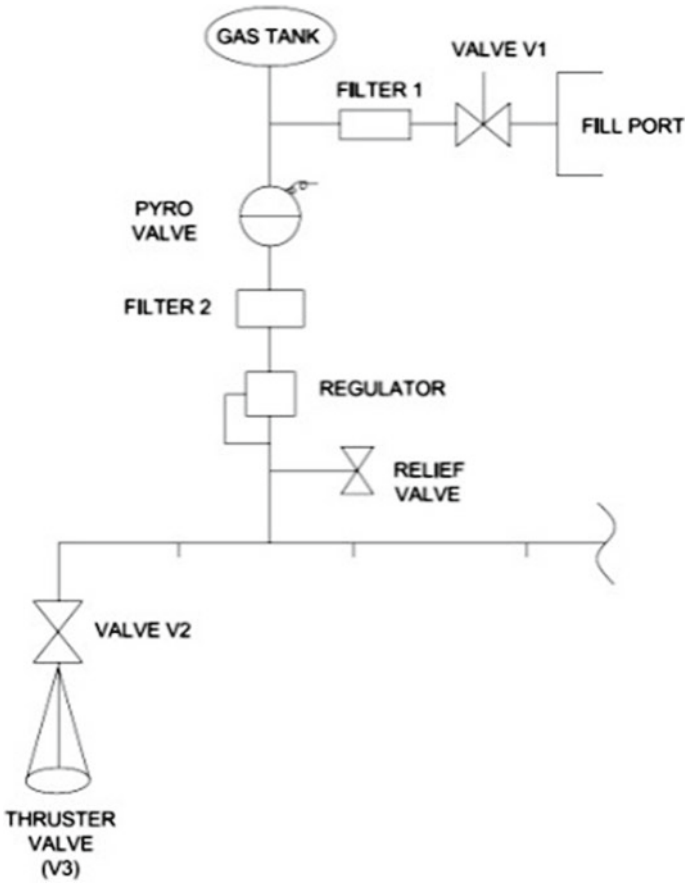 GAS TANK
VALVE V1
FILTER 1
FILL PORT
PYRO
VALVE
FILTER 2
REGULATOR
RELIEF
VALVE
VALVE V2
THRUSTER
VALVE
(V3)